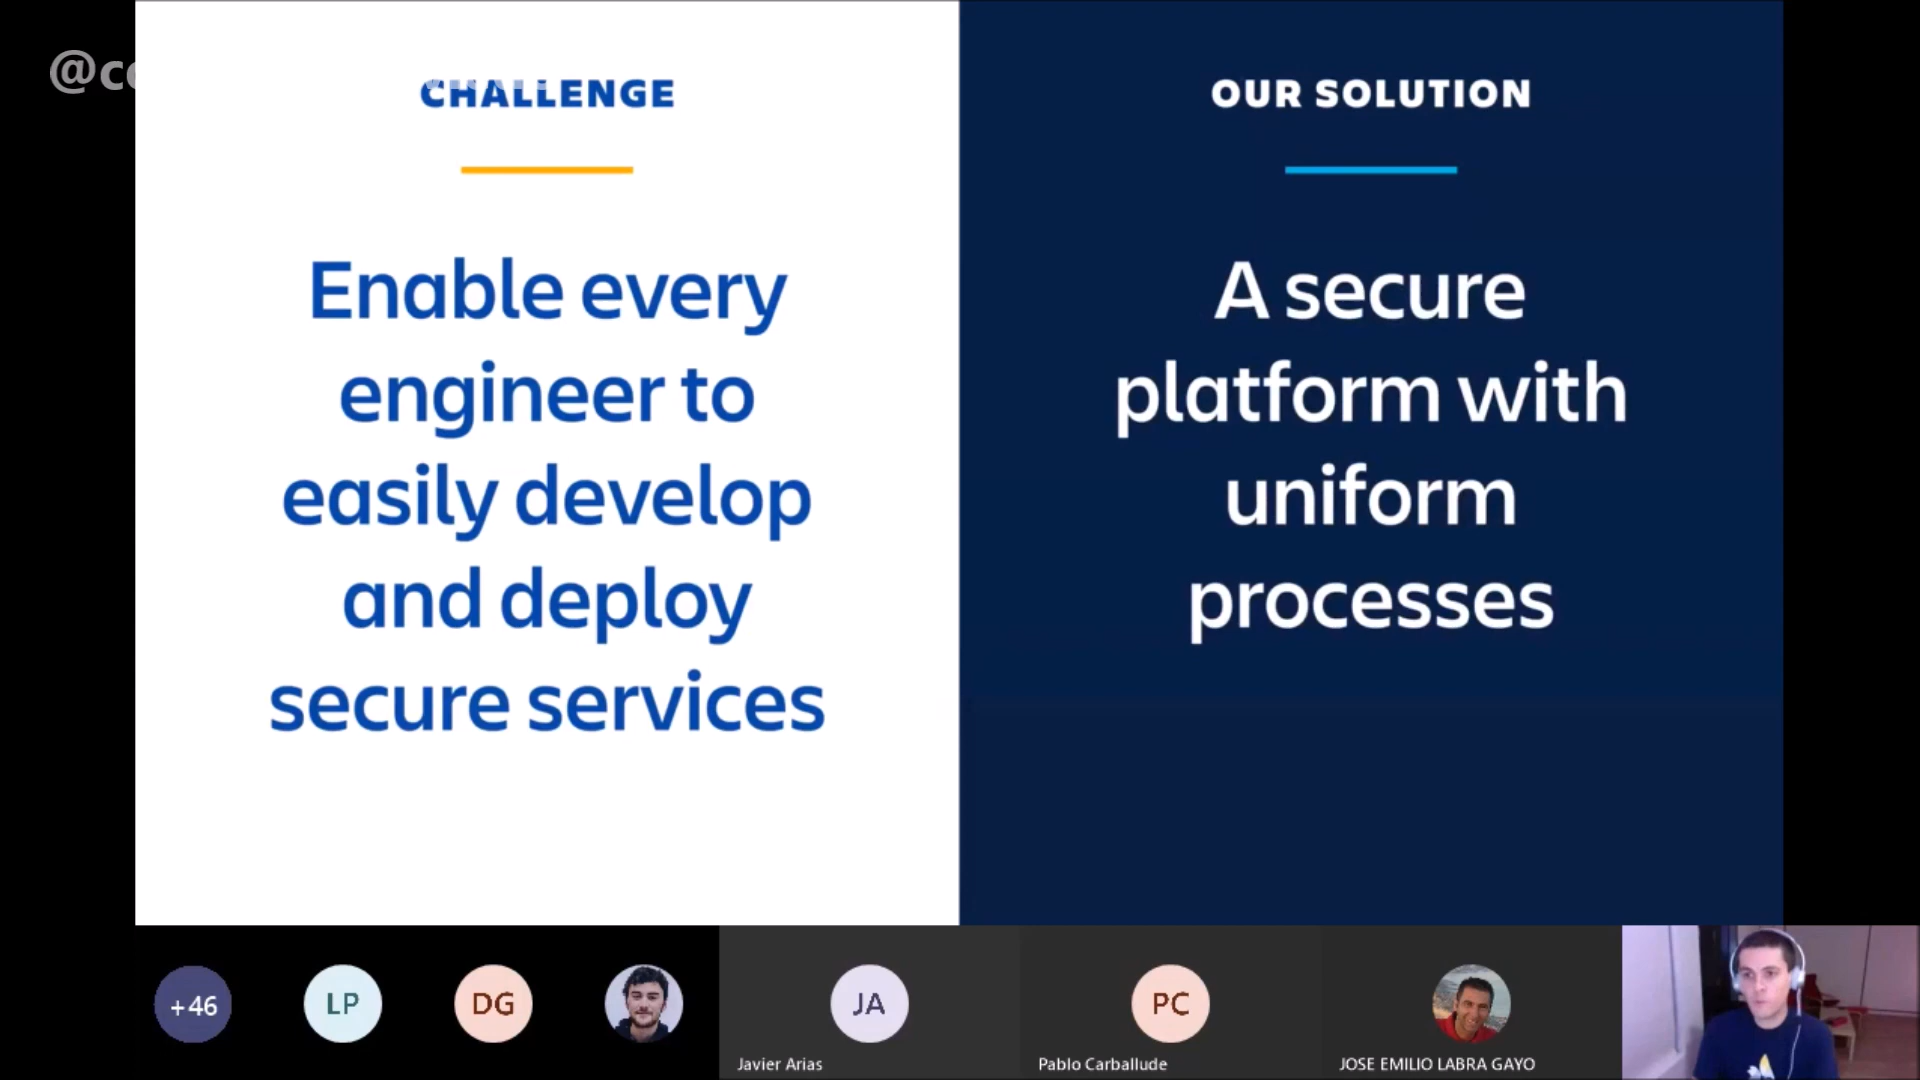 CHALLENGE
Enable every
engineer to
easily develop
and deploy
secure services
OUR SOLUTION
A secure
platform with
uniform
processes
+46
LP
DG
JA
PC
Javier Arias
Pablo Carballude
JOSE EMILIO LABRA GAYO